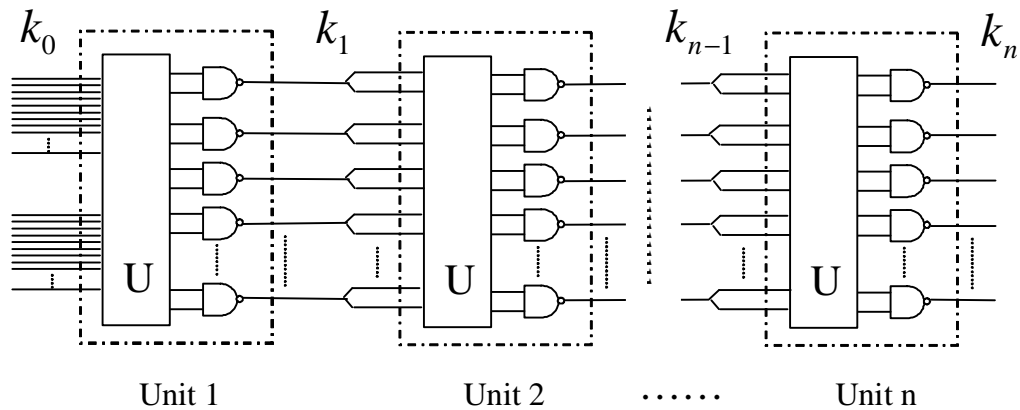 k₀ k₁ kₙ₋₁ kₙ
U U U
Unit 1 Unit 2 ...... Unit n